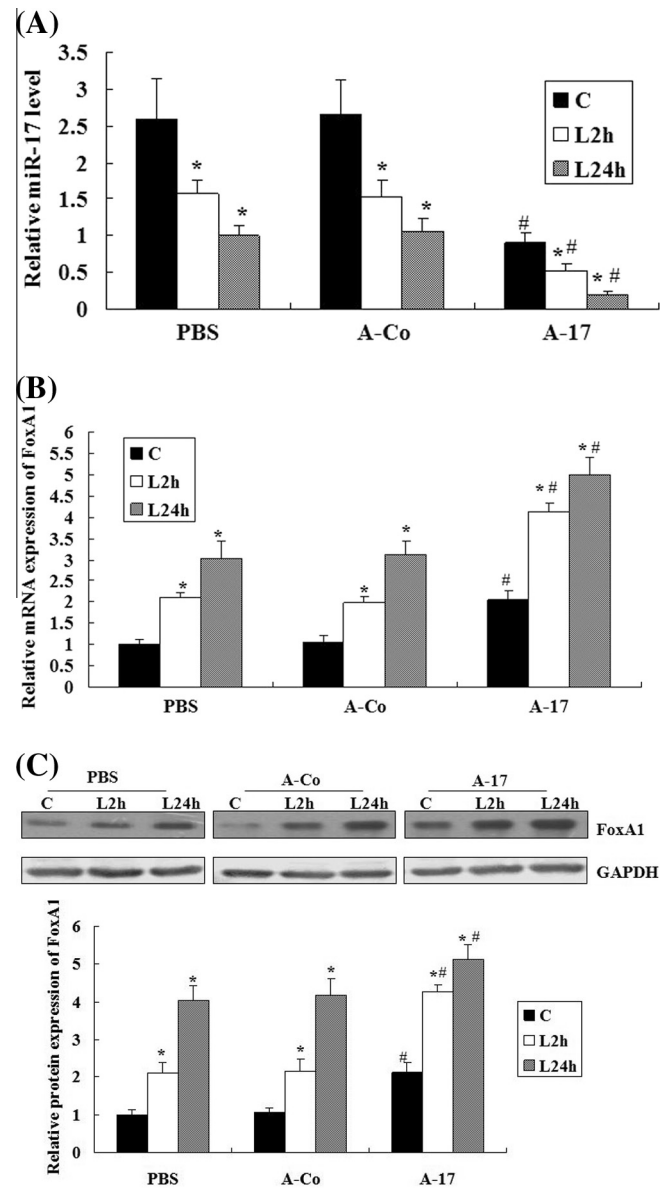 (A)
Relative miR-17 level
3.5
3
2.5
2
1.5
1
0.5
0
* * * * # * # * #
C
L2h
L24h
PBS A-Co A-17
(B)
Relative mRNA expression of FoxA1
6
5.5
5
4.5
4
3.5
3
2.5
2
1.5
1
0.5
0
C
L2h
L24h
* * * * # * # * #
PBS A-Co A-17
(C)
PBS A-Co A-17
C L2h L24h C L2h L24h C L2h L24h
FoxA1
GAPDH
Relative protein expression of FoxA1
6
5
4
3
2
1
0
* * * * # *# * #
C
L2h
L24h
PBS A-Co A-17